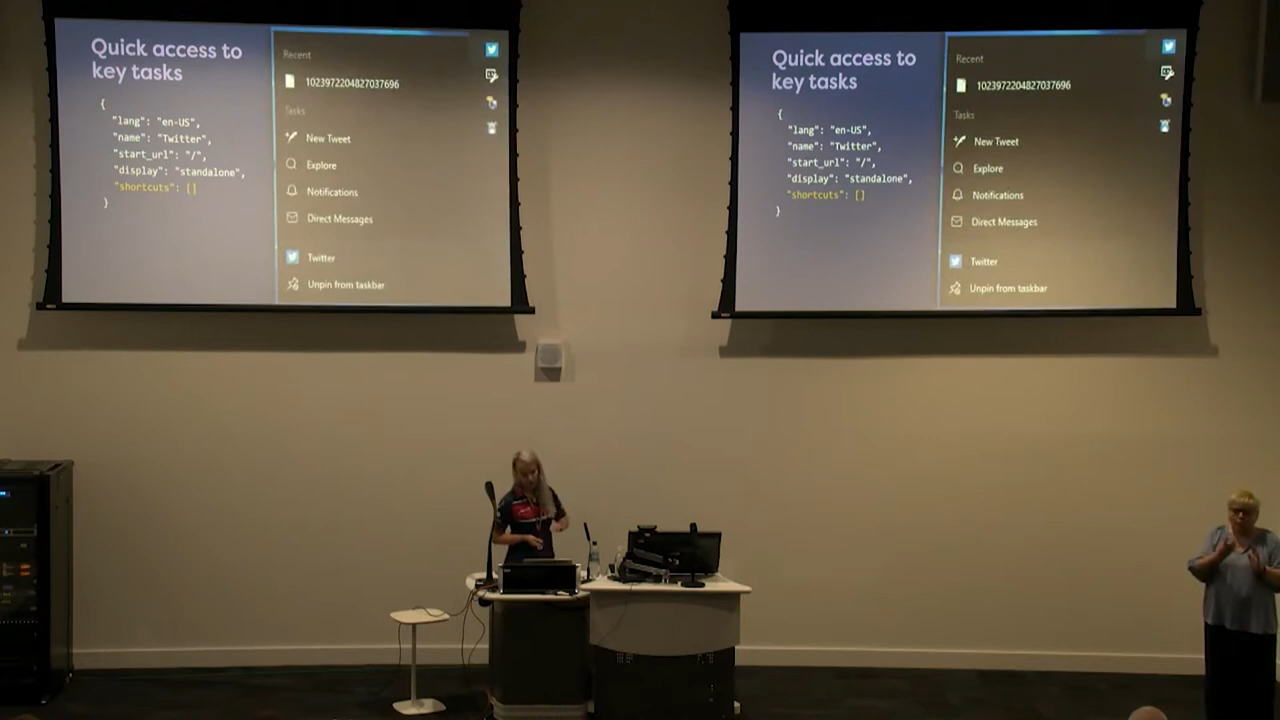 Quick access to
key tasks
{
"lang": "en-US",
"name": "Twitter",
"start_url": "/",
"display": "standalone",
"shortcuts": []
}
Recent
1023972204827037696
Tasks
New Tweet
Explore
Notifications
Direct Messages
Twitter
Unpin from taskbar
Quick access to
key tasks
{
"lang": "en-US",
"name": "Twitter",
"start_url": "/",
"display": "standalone",
"shortcuts": []
}
Recent
1023972204827037696
Tasks
New Tweet
Explore
Notifications
Direct Messages
Twitter
Unpin from taskbar